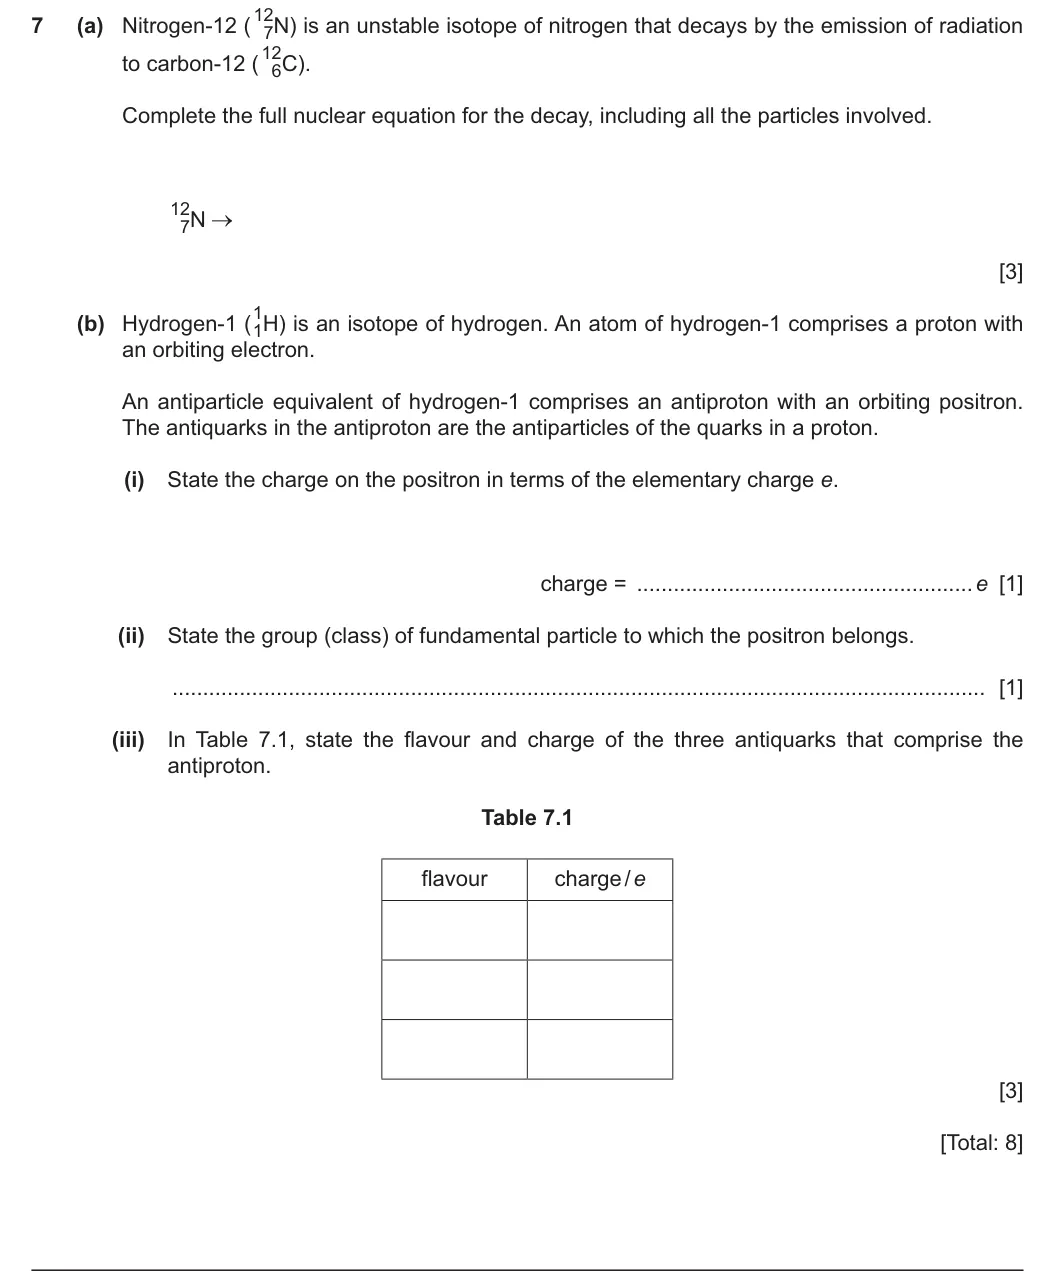 7 (a) Nitrogen-12 (¹²₇N) is an unstable isotope of nitrogen that decays by the emission of radiation
to carbon-12 (¹²₆C).
Complete the full nuclear equation for the decay, including all the particles involved.
¹²₇N →
[3]
(b) Hydrogen-1 (¹₁H) is an isotope of hydrogen. An atom of hydrogen-1 comprises a proton with
an orbiting electron.
An antiparticle equivalent of hydrogen-1 comprises an antiproton with an orbiting positron.
The antiquarks in the antiproton are the antiparticles of the quarks in a proton.
(i) State the charge on the positron in terms of the elementary charge e.
charge = ........................................................ e [1]
(ii) State the group (class) of fundamental particle to which the positron belongs.
....................................................................................................................................... [1]
(iii) In Table 7.1, state the flavour and charge of the three antiquarks that comprise the
antiproton.
Table 7.1
flavour charge / e
[3]
[Total: 8]